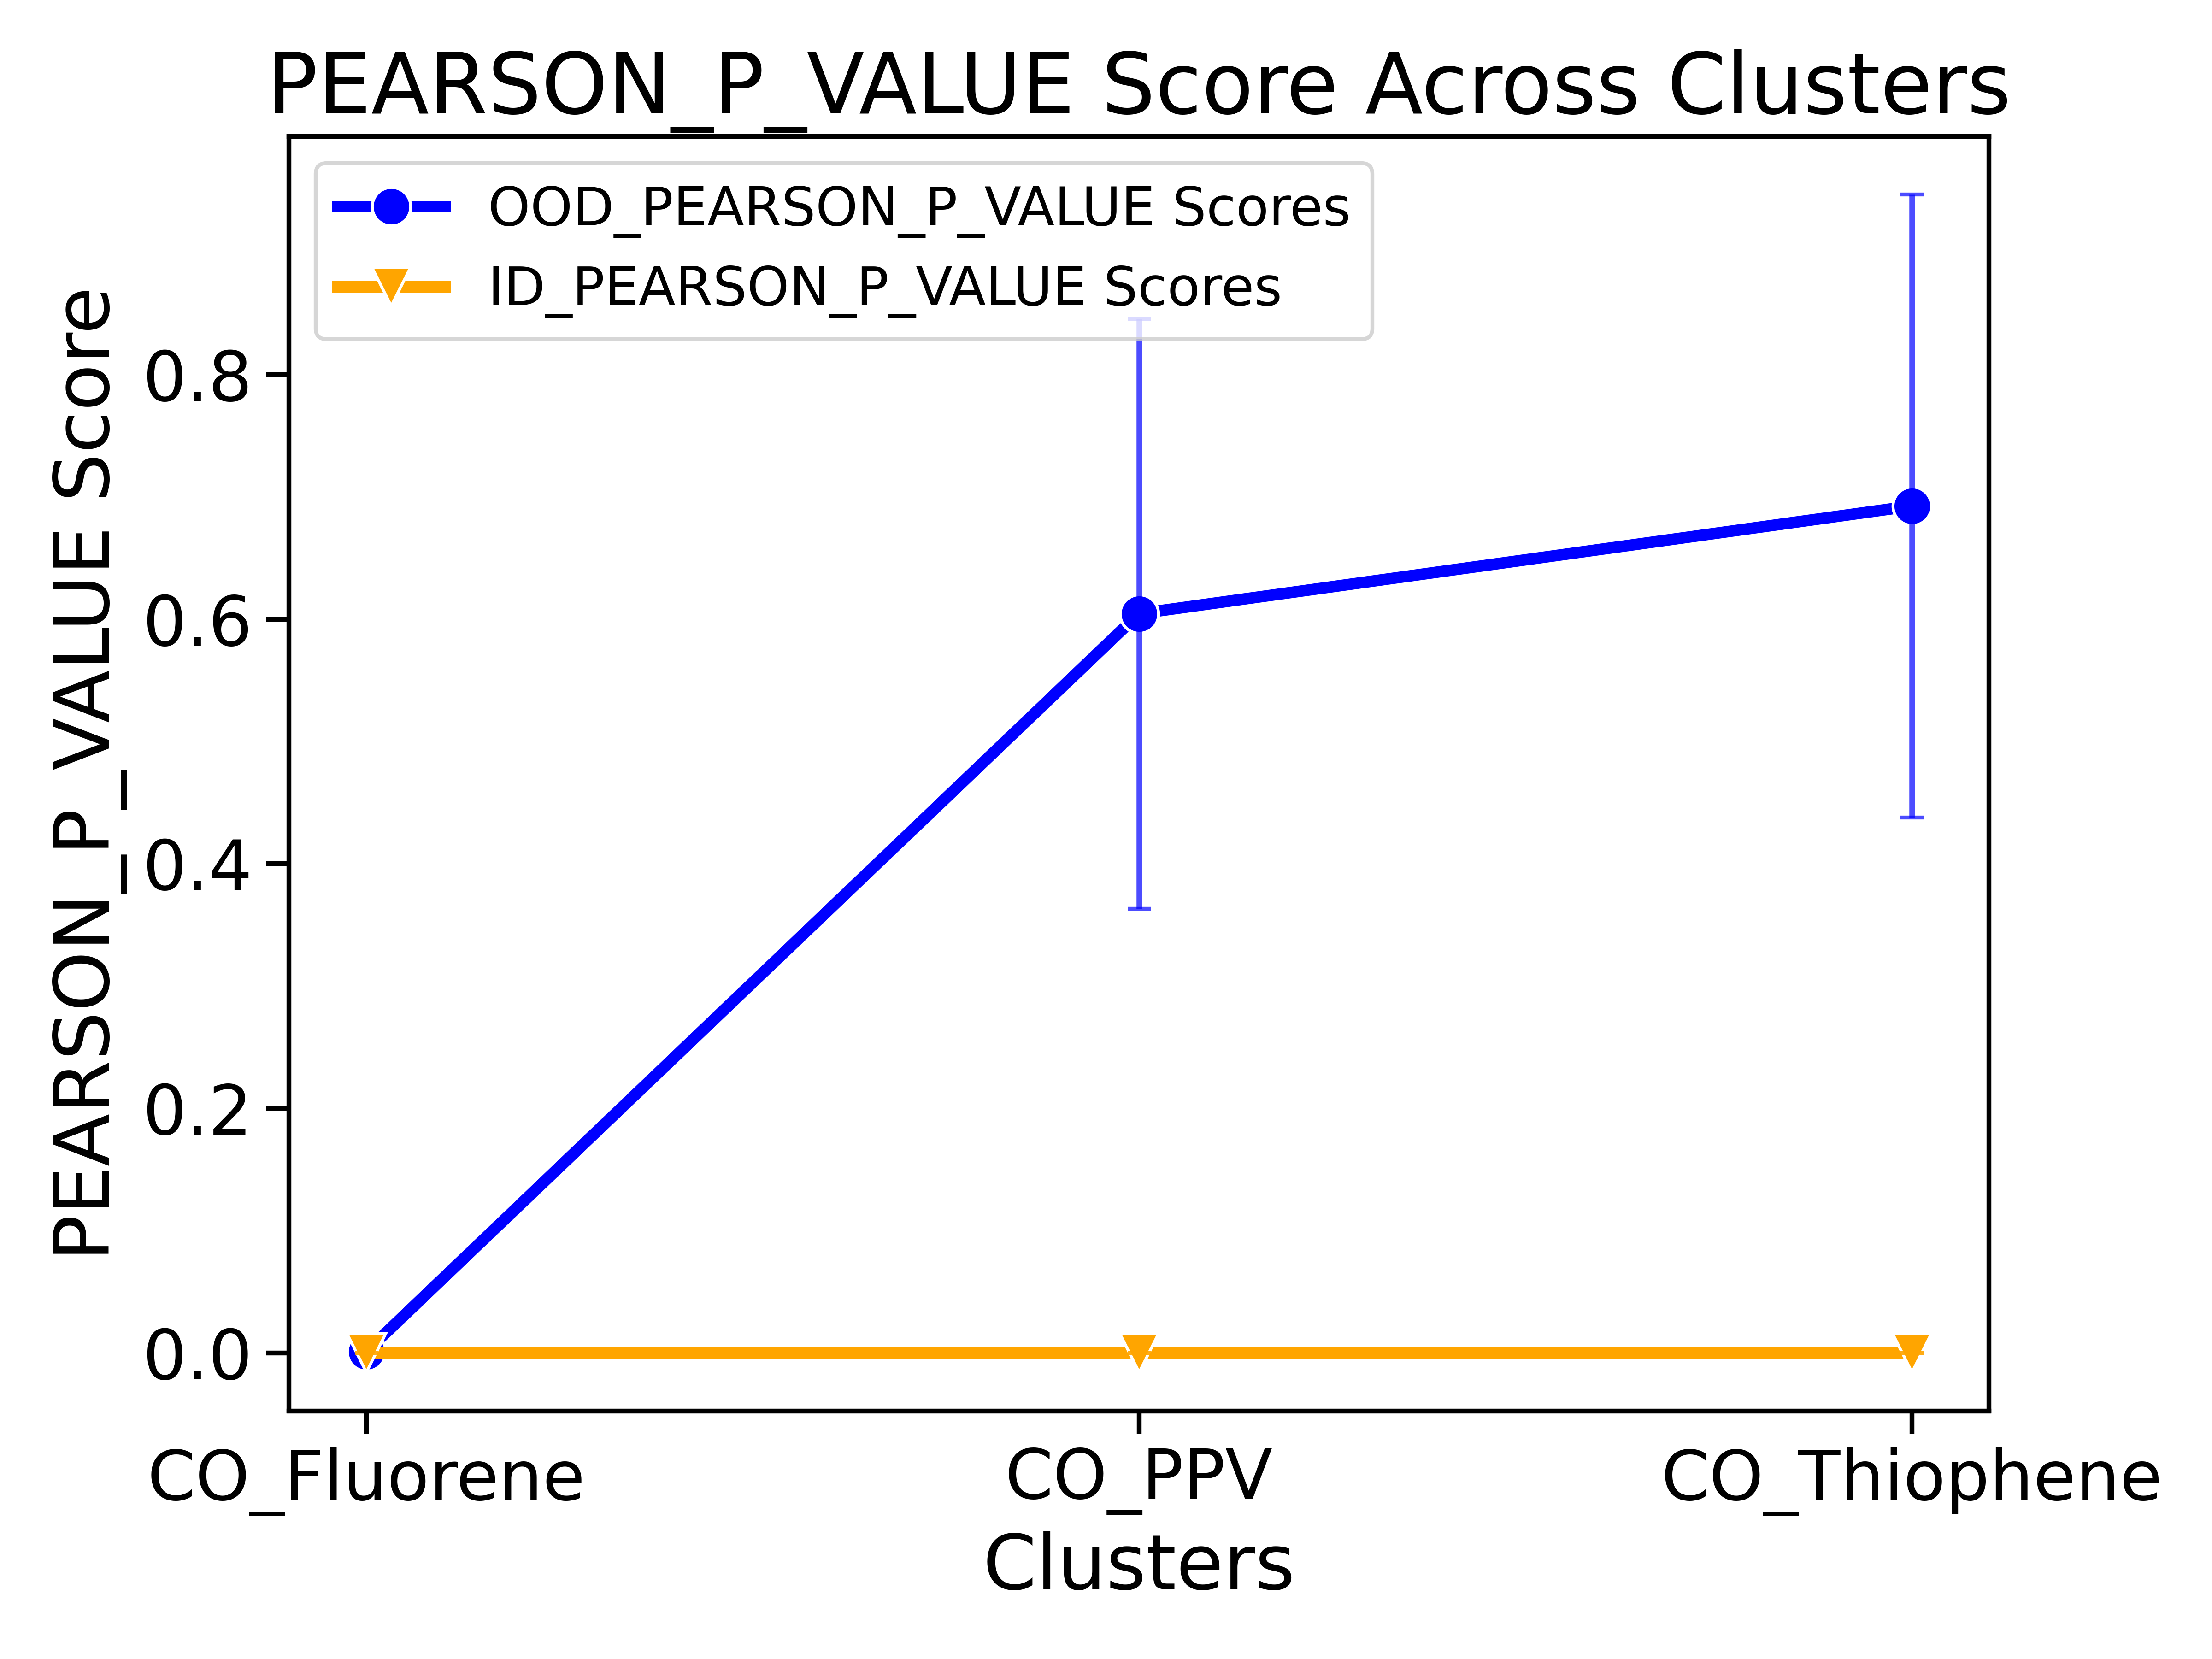 PEARSON_P_VALUE Score Across Clusters
OOD_PEARSON_P_VALUE Scores
ID_PEARSON_P_VALUE Scores
PEARSON_P_VALUE Score
0.8
0.6
0.4
0.2
0.0
CO_Fluorene
CO_PPV
CO_Thiophene
Clusters